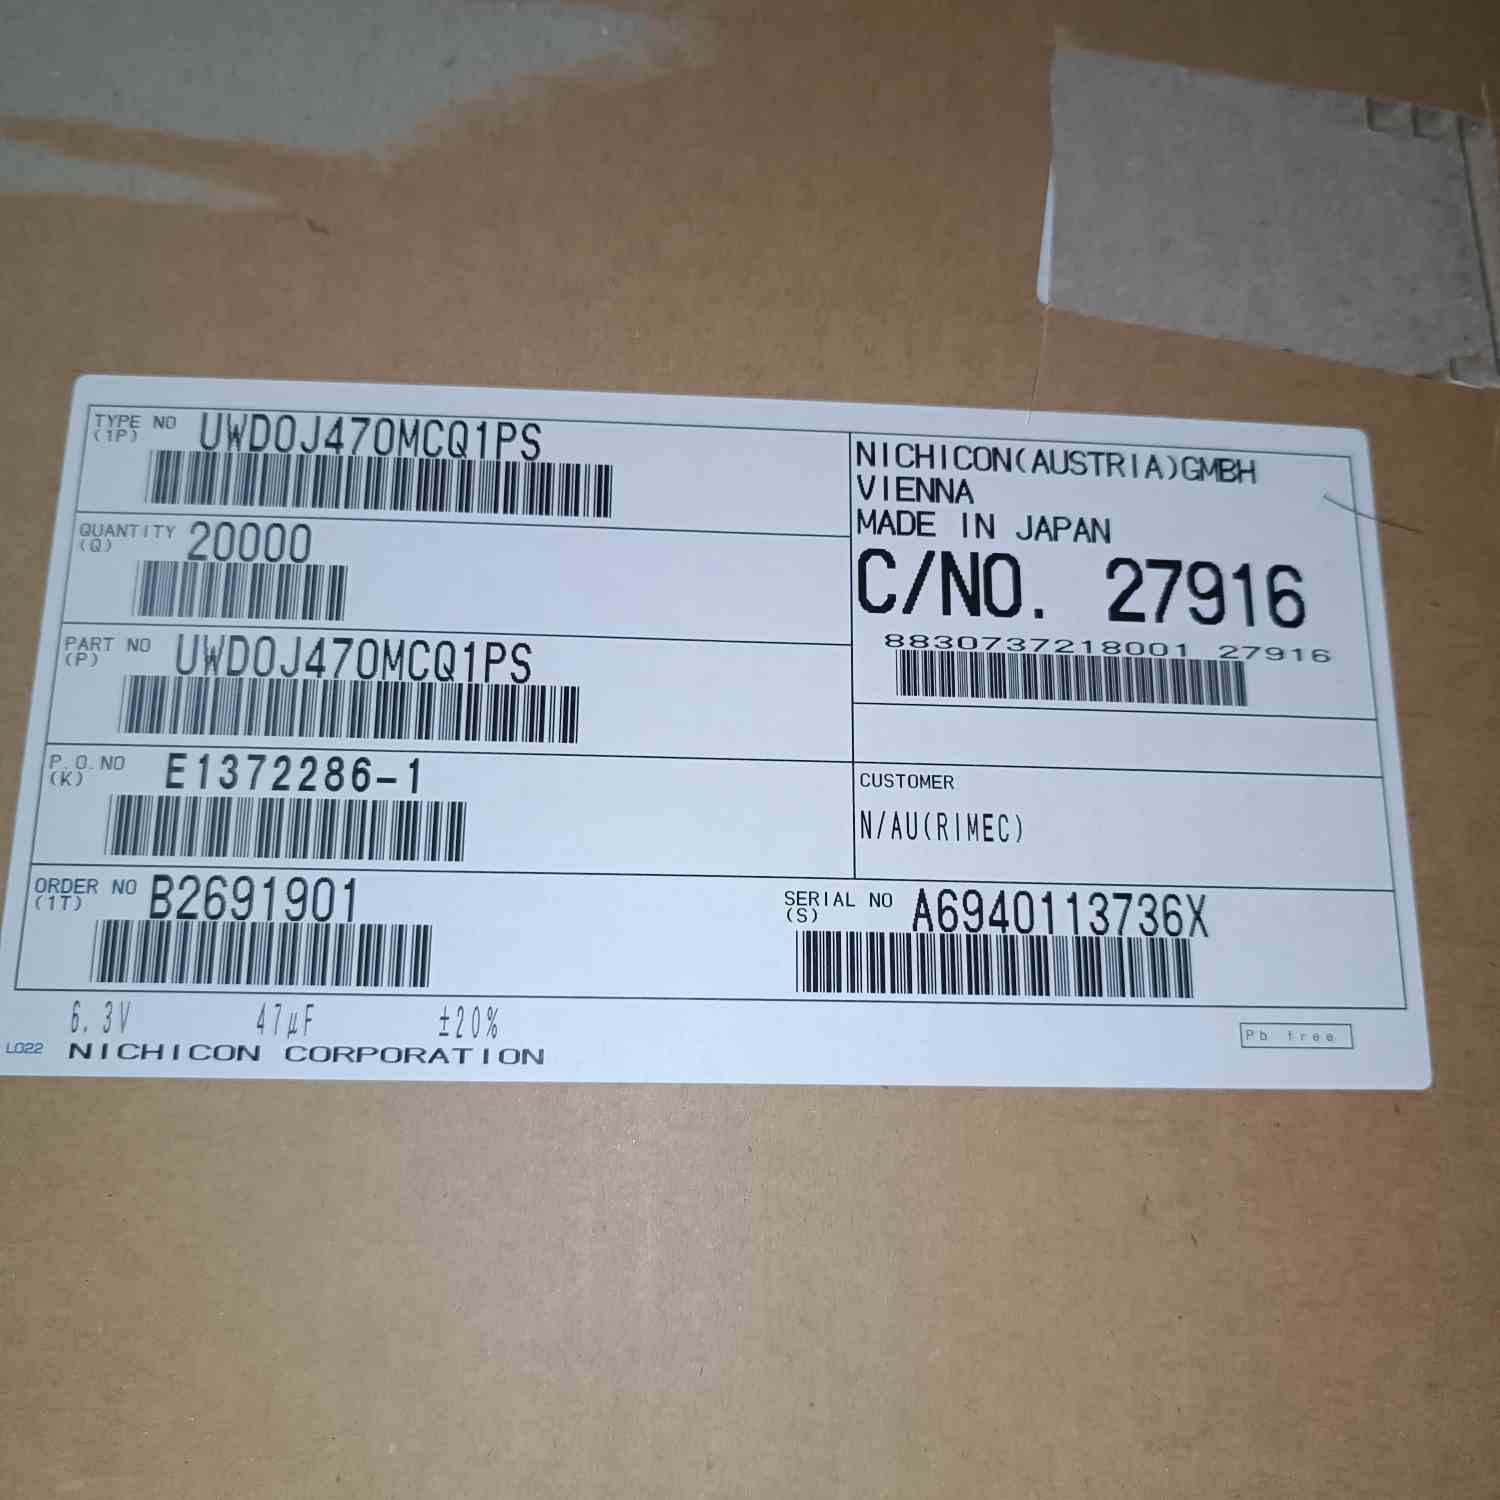 TYPE NO UWD0J470MCQ1PS
(1P)
QUANTITY 20000
(Q)
PART NO UWD0J470MCQ1PS
(P)
P.O.NO E1372286-1
(K)
ORDER NO B2691901
(1T)
NICHICON(AUSTRIA)GMBH
VIENNA
MADE IN JAPAN
C/NO. 27916
8830737218001 27916
CUSTOMER
N/AU(RIMEC)
SERIAL NO A6940113736X
(S)
6.3V 47μF ±20%
L022 NICHICON CORPORATION
Pb free